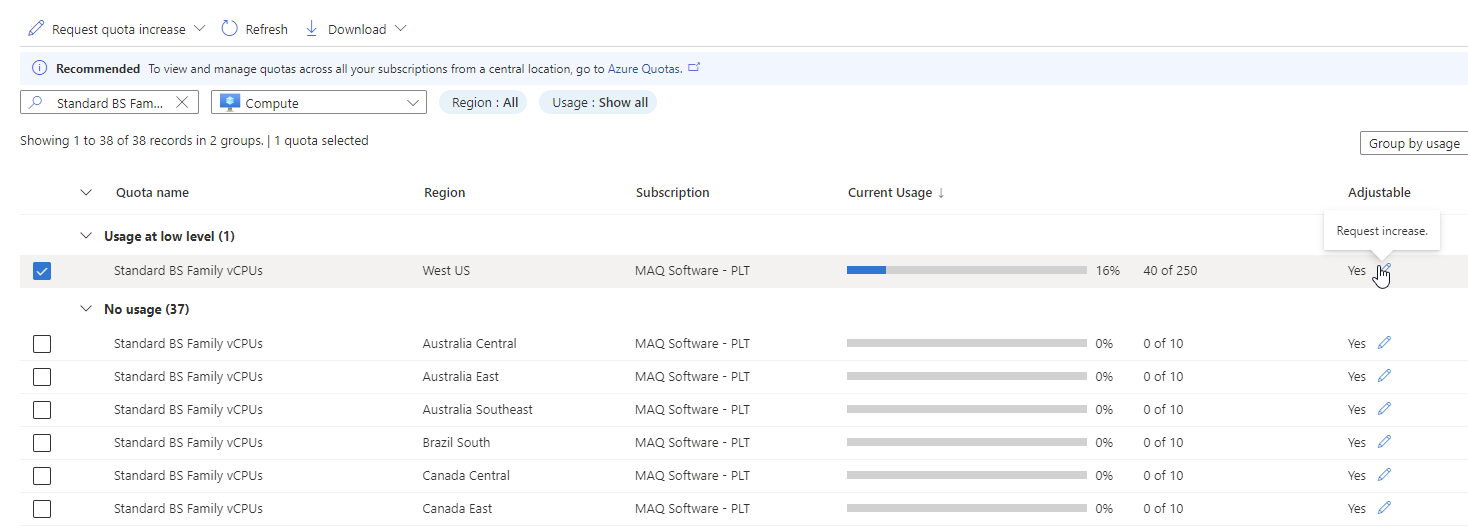 Request quota increase Refresh Download
Recommended To view and manage quotas across all your subscriptions from a central location, go to Azure Quotas.
Standard BS Fam... Compute Region : All Usage : Show all
Showing 1 to 38 of 38 records in 2 groups. | 1 quota selected
Group by usage
Quota name Region Subscription Current Usage ↓ Adjustable
Request increase.
Usage at low level (1)
Standard BS Family vCPUs West US MAQ Software - PLT 16% 40 of 250 Yes
No usage (37)
Standard BS Family vCPUs Australia Central MAQ Software - PLT 0% 0 of 10 Yes
Standard BS Family vCPUs Australia East MAQ Software - PLT 0% 0 of 10 Yes
Standard BS Family vCPUs Australia Southeast MAQ Software - PLT 0% 0 of 10 Yes
Standard BS Family vCPUs Brazil South MAQ Software - PLT 0% 0 of 10 Yes
Standard BS Family vCPUs Canada Central MAQ Software - PLT 0% 0 of 10 Yes
Standard BS Family vCPUs Canada East MAQ Software - PLT 0% 0 of 10 Yes